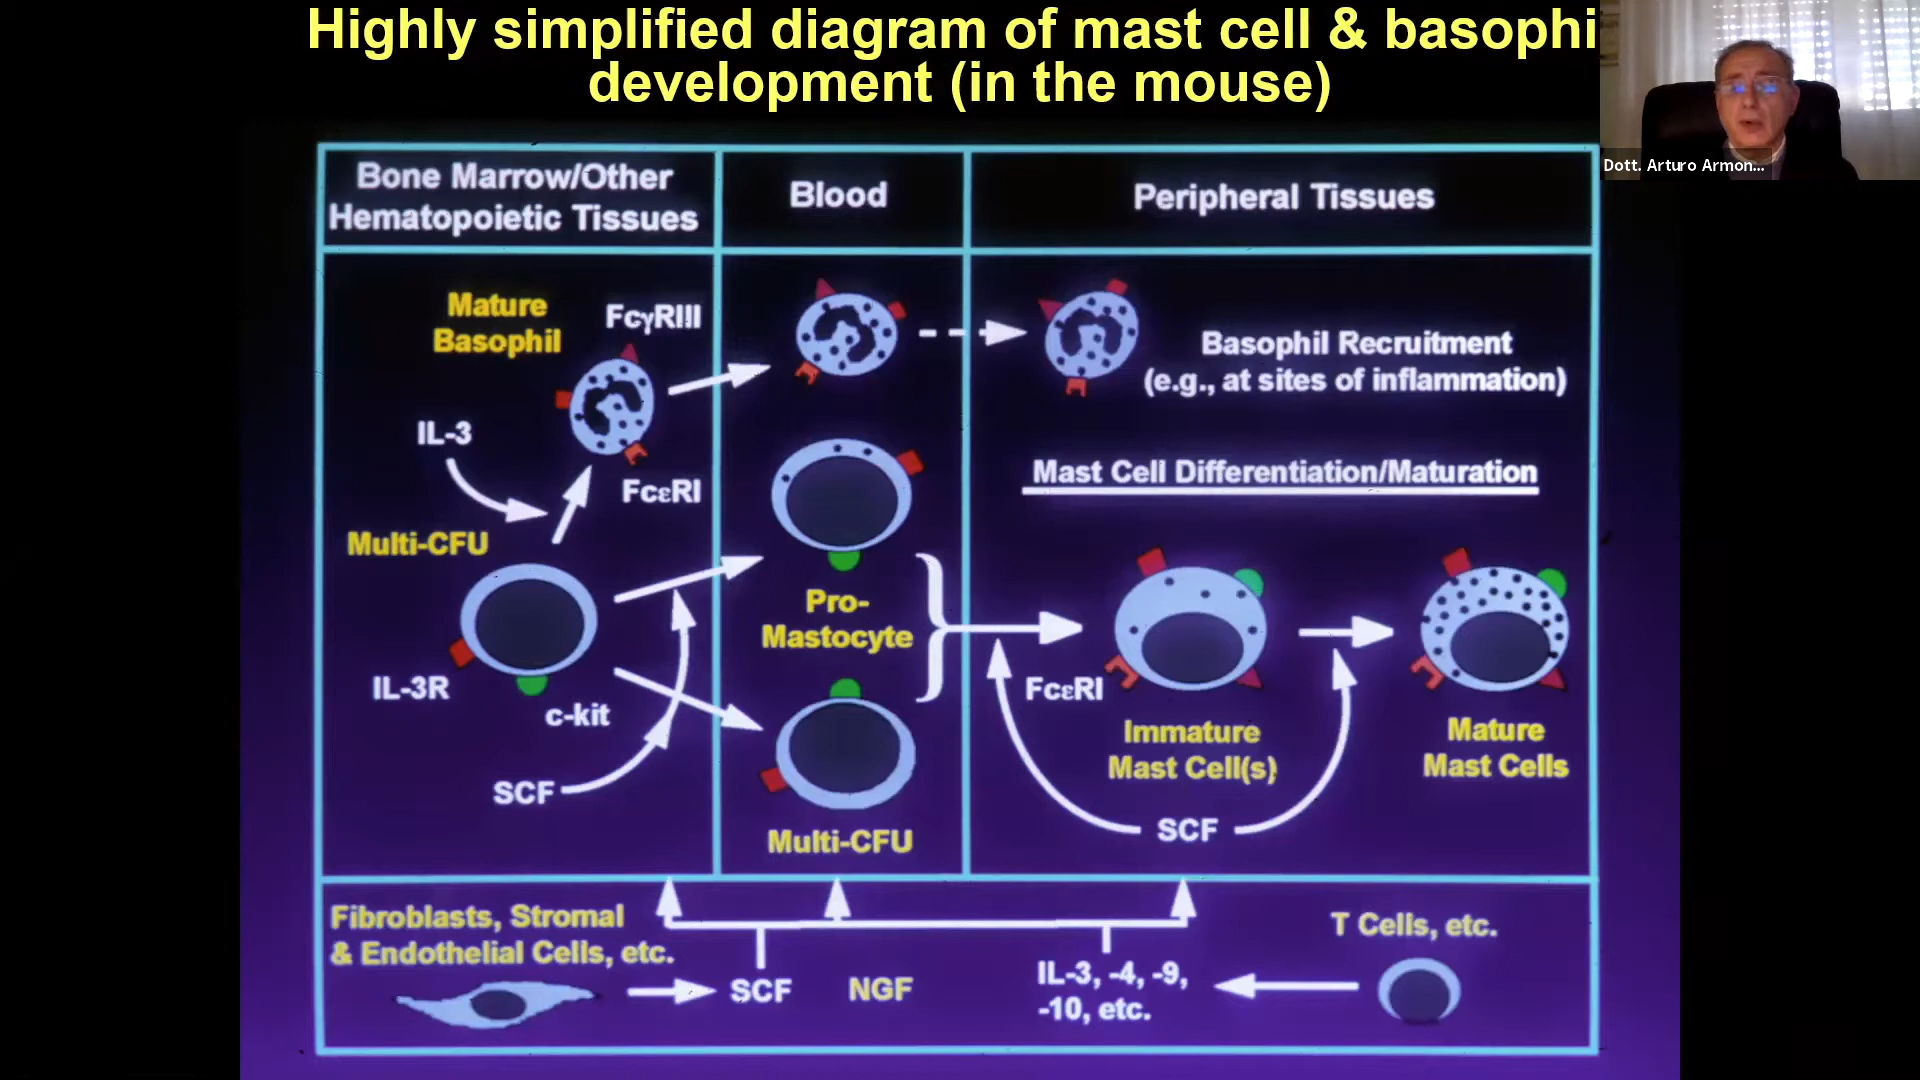 Highly simplified diagram of mast cell & basophi
development (in the mouse)
Dott. Arturo Armon...
Bone Marrow/Other
Hematopoietic Tissues
Blood
Peripheral Tissues
Mature
Basophil
FcγRIII
IL-3
FcεRI
Multi-CFU
IL-3R
c-kit
SCF
Pro-
Mastocyte
Multi-CFU
Basophil Recruitment
(e.g., at sites of inflammation)
Mast Cell Differentiation/Maturation
FcεRI
Immature
Mast Cell(s)
Mature
Mast Cells
SCF
Fibroblasts, Stromal
& Endothelial Cells, etc.
SCF
NGF
IL-3, -4, -9,
-10, etc.
T Cells, etc.